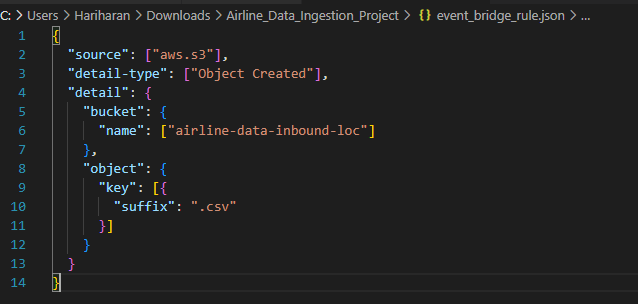 C: > Users > Hariharan > Downloads > Airline_Data_Ingestion_Project > {} event_bridge_rule.json > ...
1 {
2 "source": ["aws.s3"],
3 "detail-type": ["Object Created"],
4 "detail": {
5 "bucket": {
6 "name": ["airline-data-inbound-loc"]
7 },
8 "object": {
9 "key": [{
10 "suffix": ".csv"
11 }]
12 }
13 }
14 }